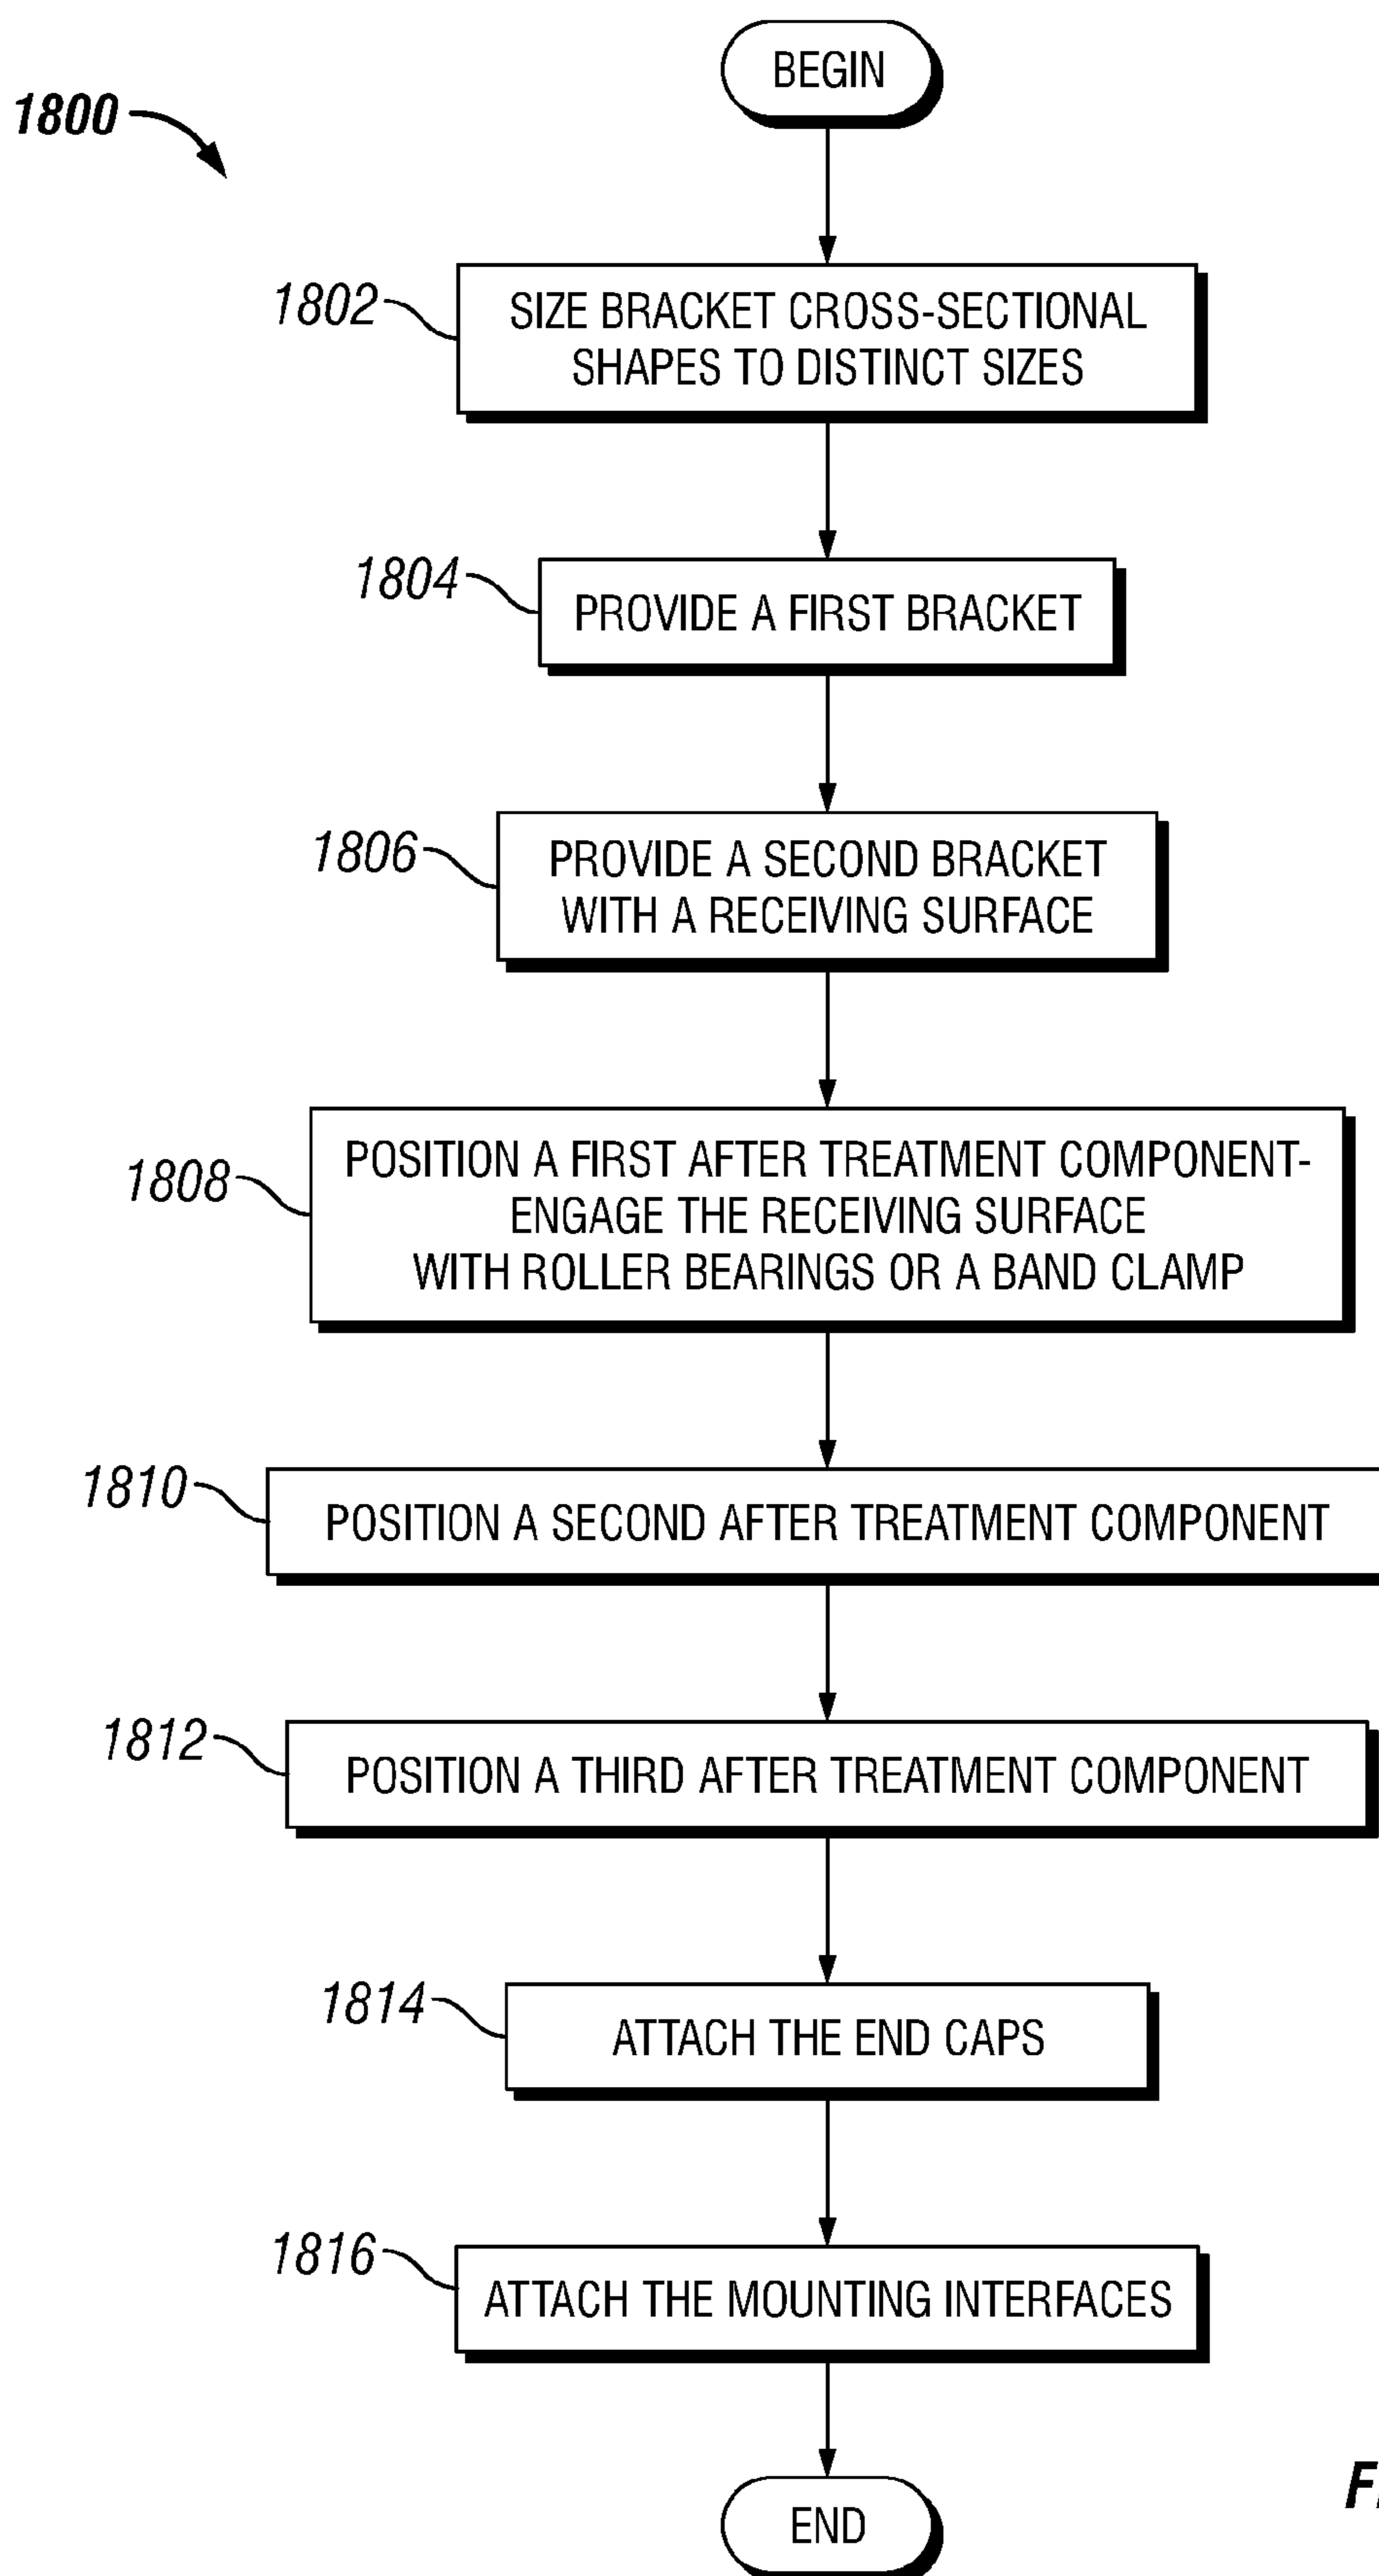 BEGIN
1800
1802
SIZE BRACKET CROSS-SECTIONAL
SHAPES TO DISTINCT SIZES
1804
PROVIDE A FIRST BRACKET
1806
PROVIDE A SECOND BRACKET
WITH A RECEIVING SURFACE
1808
POSITION A FIRST AFTER TREATMENT COMPONENT-
ENGAGE THE RECEIVING SURFACE
WITH ROLLER BEARINGS OR A BAND CLAMP
1810
POSITION A SECOND AFTER TREATMENT COMPONENT
1812
POSITION A THIRD AFTER TREATMENT COMPONENT
1814
ATTACH THE END CAPS
1816
ATTACH THE MOUNTING INTERFACES
END